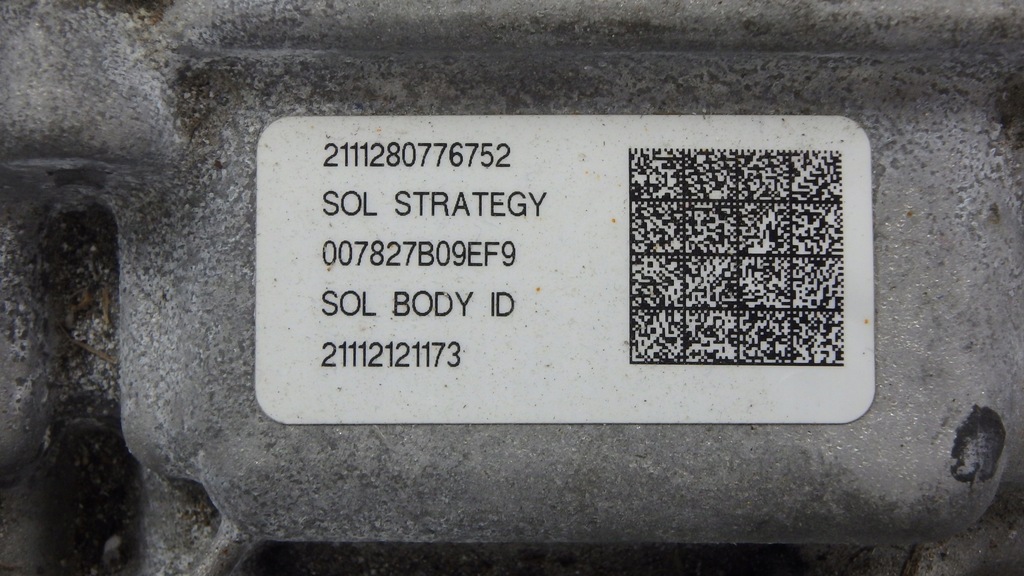 2111280776752
SOL STRATEGY
007827B09EF9
SOL BODY ID
21112121173